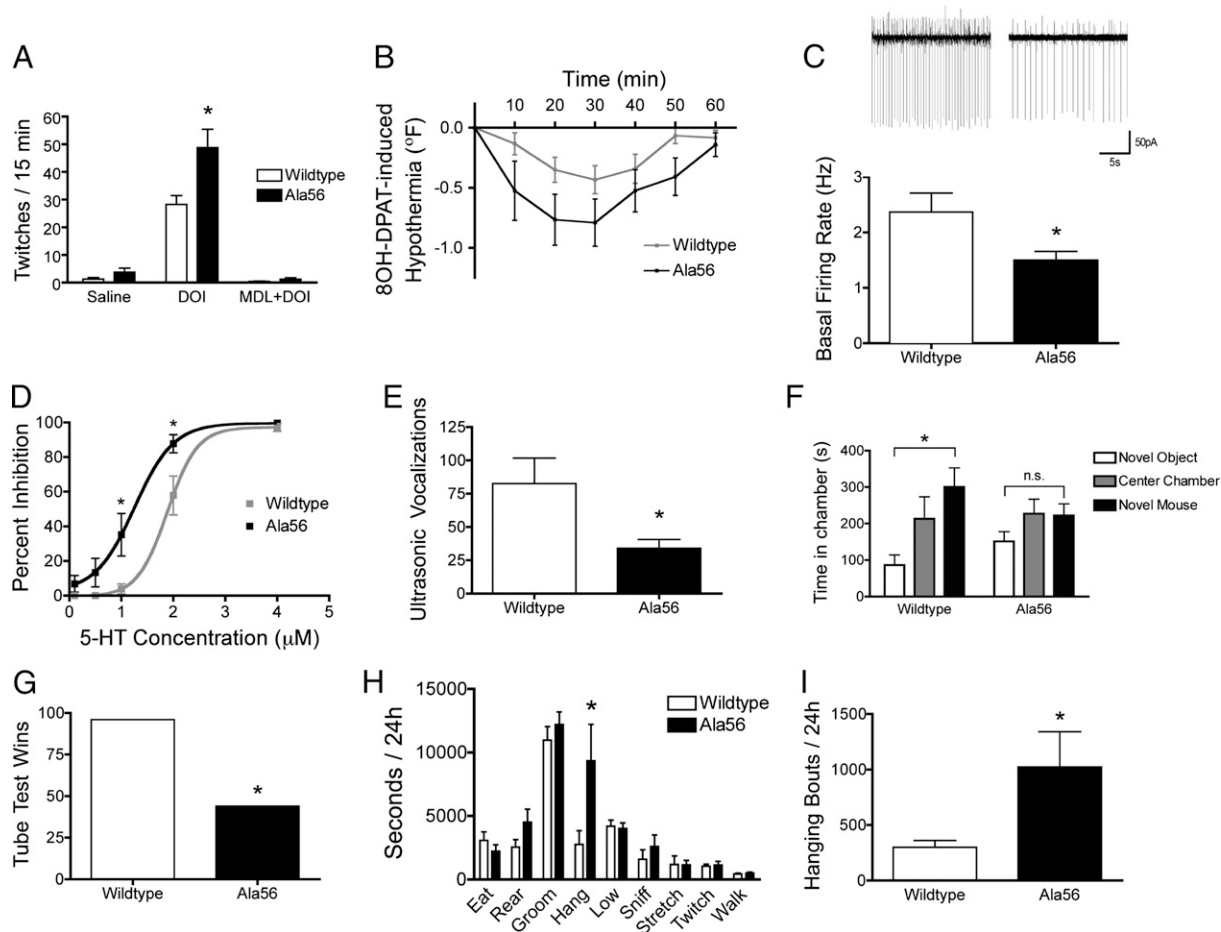 A
Twitches / 15 min
60
50
40
30
20
10
0
*
Wildtype
Ala56
Saline
DOI
MDL+DOI
B
Time (min)
10 20 30 40 50 60
8OH-DPAT-induced
Hypothermia (°F)
0.0
-0.5
-1.0
Wildtype
Ala56
C
50pA
5s
Basal Firing Rate (Hz)
3
2
1
0
*
Wildtype
Ala56
D
Percent Inhibition
100
80
60
40
20
0
*
*
Wildtype
Ala56
0 1 2 3 4 5
5-HT Concentration (µM)
E
Ultrasonic Vocalizations
125
100
75
50
25
0
*
Wildtype
Ala56
F
Time in chamber (s)
400
300
200
100
0
*
n.s.
Novel Object
Center Chamber
Novel Mouse
Wildtype
Ala56
G
Tube Test Wins
100
75
50
25
0
*
Wildtype
Ala56
H
Seconds / 24h
15000
10000
5000
0
*
Wildtype
Ala56
Eat
Rear
Groom
Hang
Low
Sniff
Stretch
Twitch
Walk
I
Hanging Bouts / 24h
1500
1000
500
0
*
Wildtype
Ala56